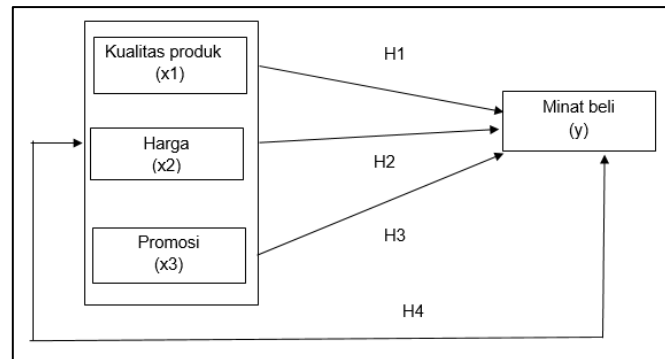 Kualitas produk
(x1)
H1
Minat beli
(y)
Harga
(x2)
H2
Promosi
(x3)
H3
H4